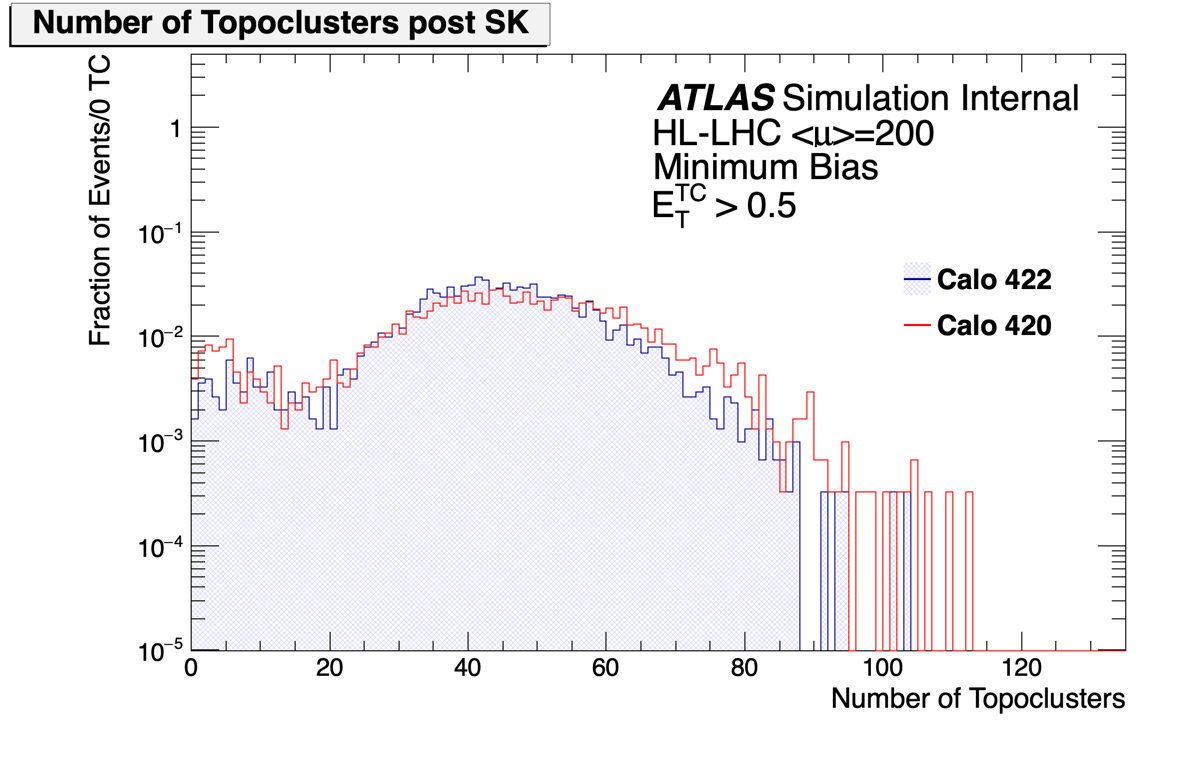 Number of Topoclusters post SK
Fraction of Events/0 TC
ATLAS Simulation Internal
HL-LHC <μ>=200
Minimum Bias
E_T^TC > 0.5
Calo 422
Calo 420
1
10⁻¹
10⁻²
10⁻³
10⁻⁴
10⁻⁵
0 20 40 60 80 100 120
Number of Topoclusters